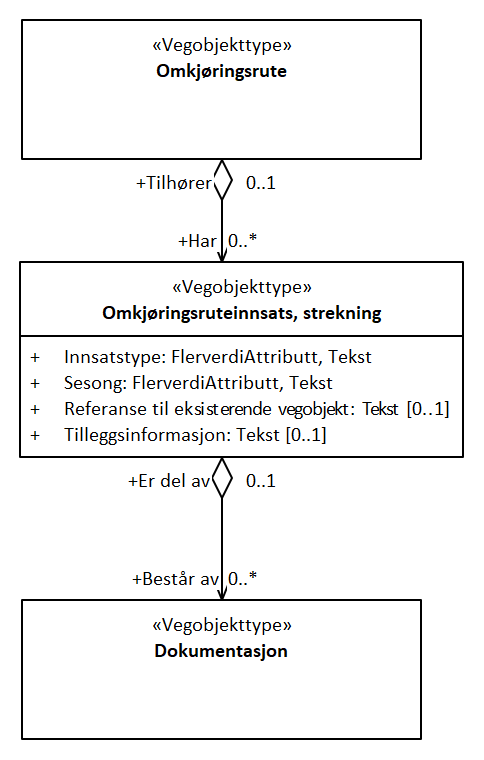 «Vegobjekttype»
Omkjøringsrute
+Tilhører 0..1
+Har 0..*
«Vegobjekttype»
Omkjøringsruteinnsats, strekning
+ Innsatstype: FlerverdiAttributt, Tekst
+ Sesong: FlerverdiAttributt, Tekst
+ Referanse til eksisterende vegobjekt: Tekst [0..1]
+ Tilleggsinformasjon: Tekst [0..1]
+Er del av 0..1
+Består av 0..*
«Vegobjekttype»
Dokumentasjon